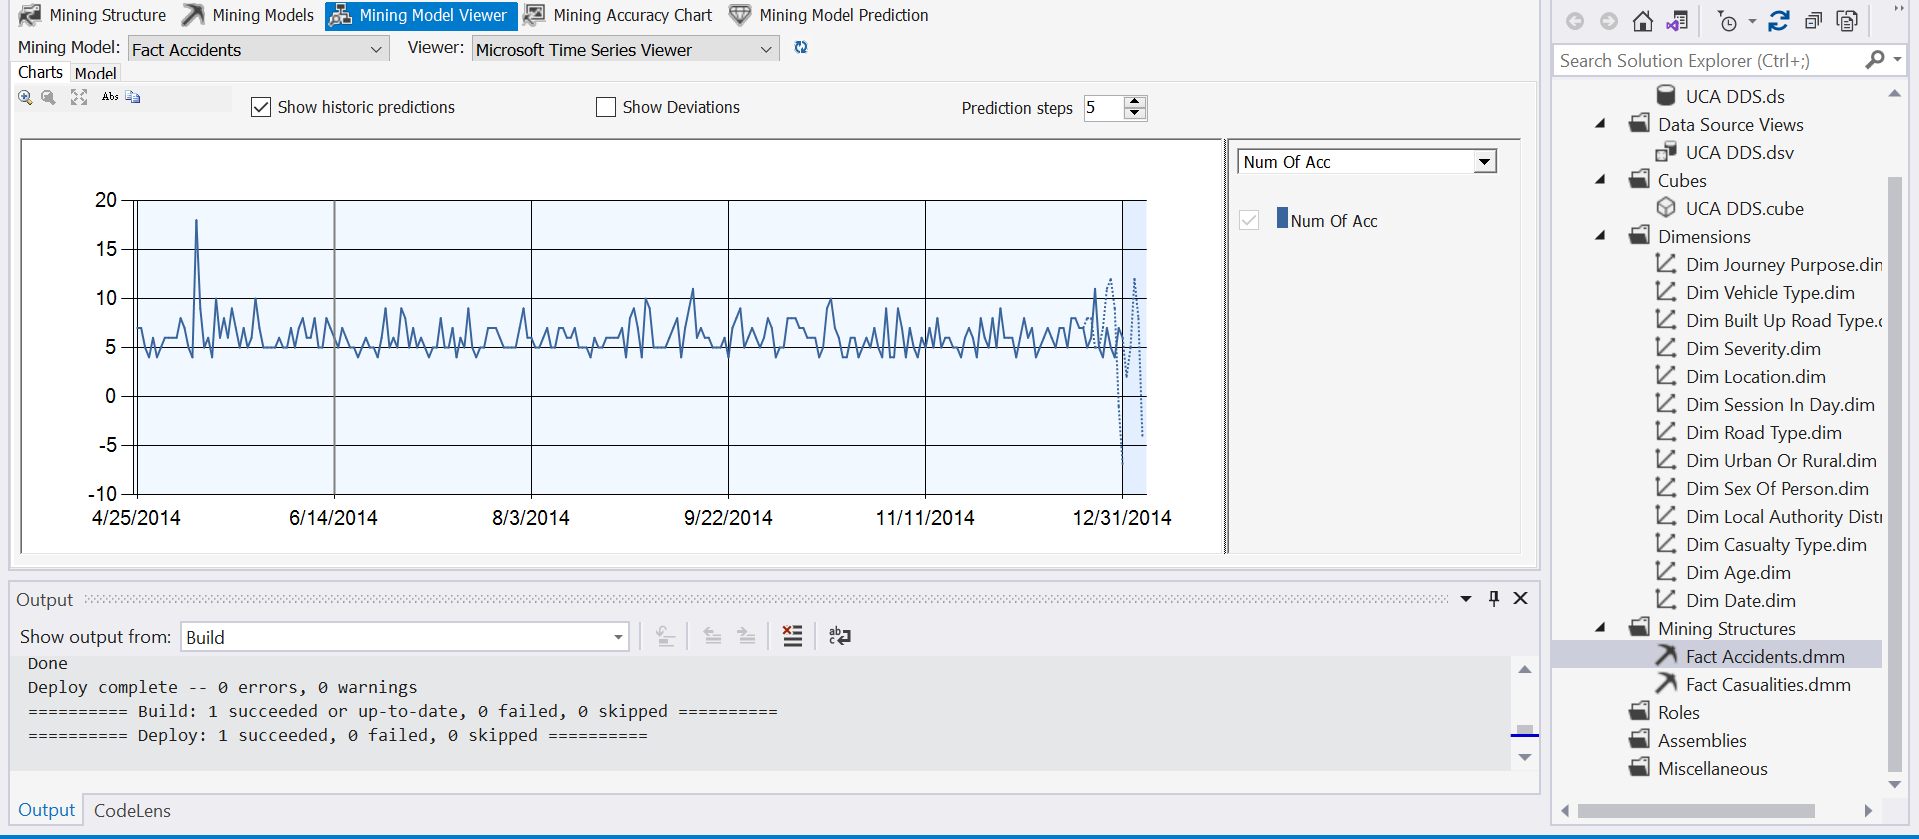 Mining Structure
Mining Models
Mining Model Viewer
Mining Accuracy Chart
Mining Model Prediction
Mining Model: Fact Accidents
Viewer: Microsoft Time Series Viewer
Charts
Model
Abs
Show historic predictions
Show Deviations
Prediction steps 5
20
15
10
5
0
-5
-10
4/25/2014
6/14/2014
8/3/2014
9/22/2014
11/11/2014
12/31/2014
Num Of Acc
Num Of Acc
Output
Show output from: Build
Done
Deploy complete -- 0 errors, 0 warnings
========== Build: 1 succeeded or up-to-date, 0 failed, 0 skipped ==========
========== Deploy: 1 succeeded, 0 failed, 0 skipped ==========
Output
CodeLens
Search Solution Explorer (Ctrl+;)
UCA DDS.ds
Data Source Views
UCA DDS.dsv
Cubes
UCA DDS.cube
Dimensions
Dim Journey Purpose.dim
Dim Vehicle Type.dim
Dim Built Up Road Type.d
Dim Severity.dim
Dim Location.dim
Dim Session In Day.dim
Dim Road Type.dim
Dim Urban Or Rural.dim
Dim Sex Of Person.dim
Dim Local Authority Distr
Dim Casualty Type.dim
Dim Age.dim
Dim Date.dim
Mining Structures
Fact Accidents.dmm
Fact Casualities.dmm
Roles
Assemblies
Miscellaneous